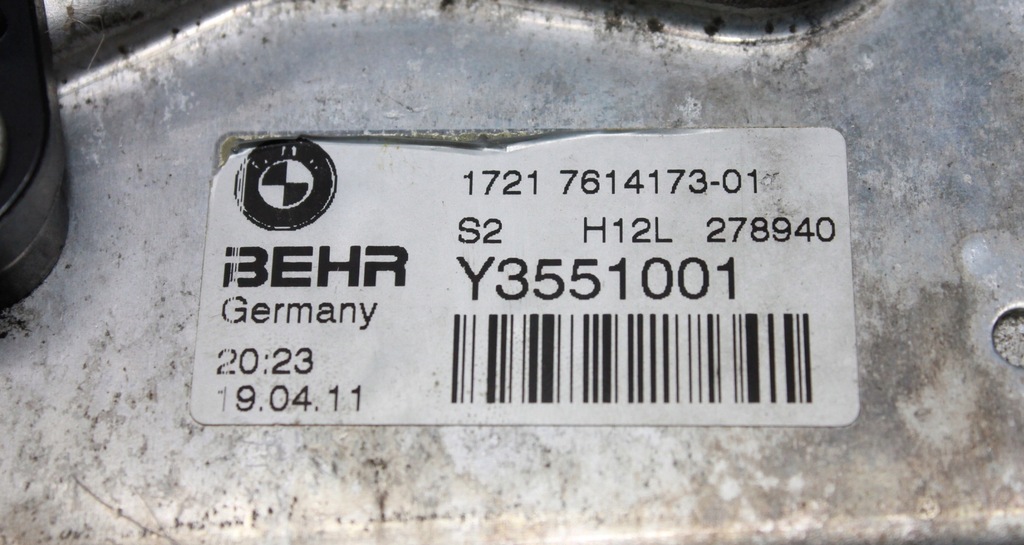 1721 7614173-01
S2 H12L 278940
BEHR
Y3551001
Germany
20:23
19.04.11